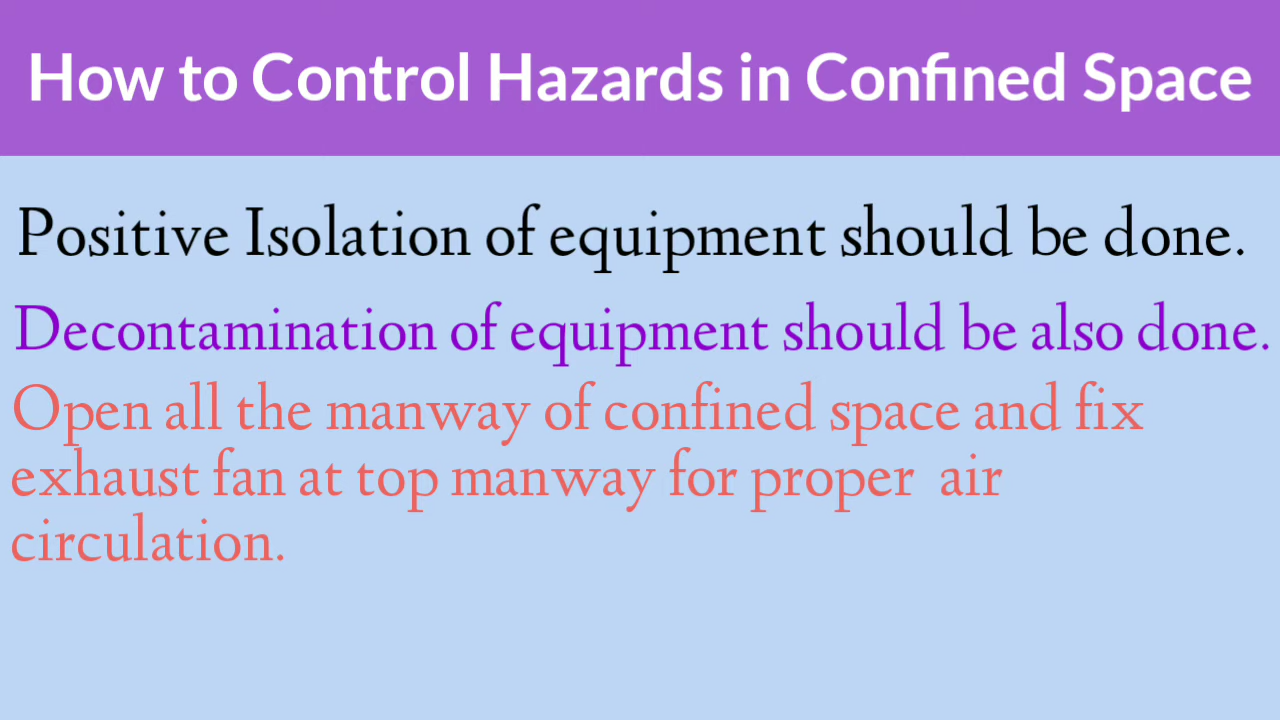 How to Control Hazards in Confined Space
Positive Isolation of equipment should be done.
Decontamination of equipment should be also done.
Open all the manway of confined space and fix
exhaust fan at top manway for proper air
circulation.